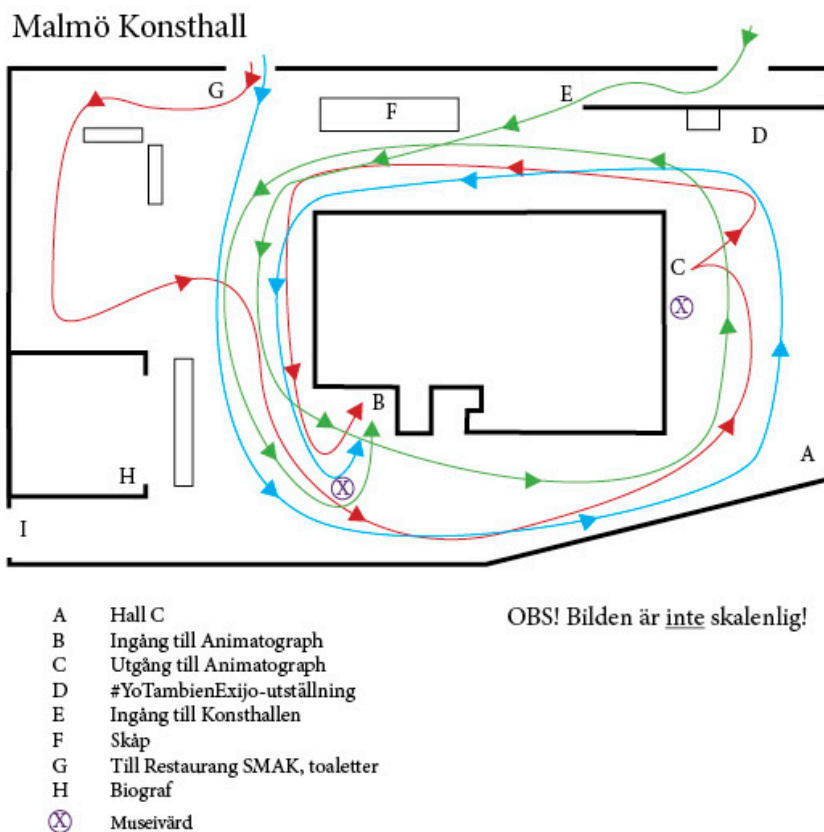 Malmö Konsthall
G
E
F
D
C
X
B
A
X
H
I
A Hall C
OBS! Bilden är inte skalenlig!
B Ingång till Animatograph
C Utgång till Animatograph
D #YoTambienExijo-utställning
E Ingång till Konsthallen
F Skåp
G Till Restaurang SMAK, toaletter
H Biograf
X Museivärd